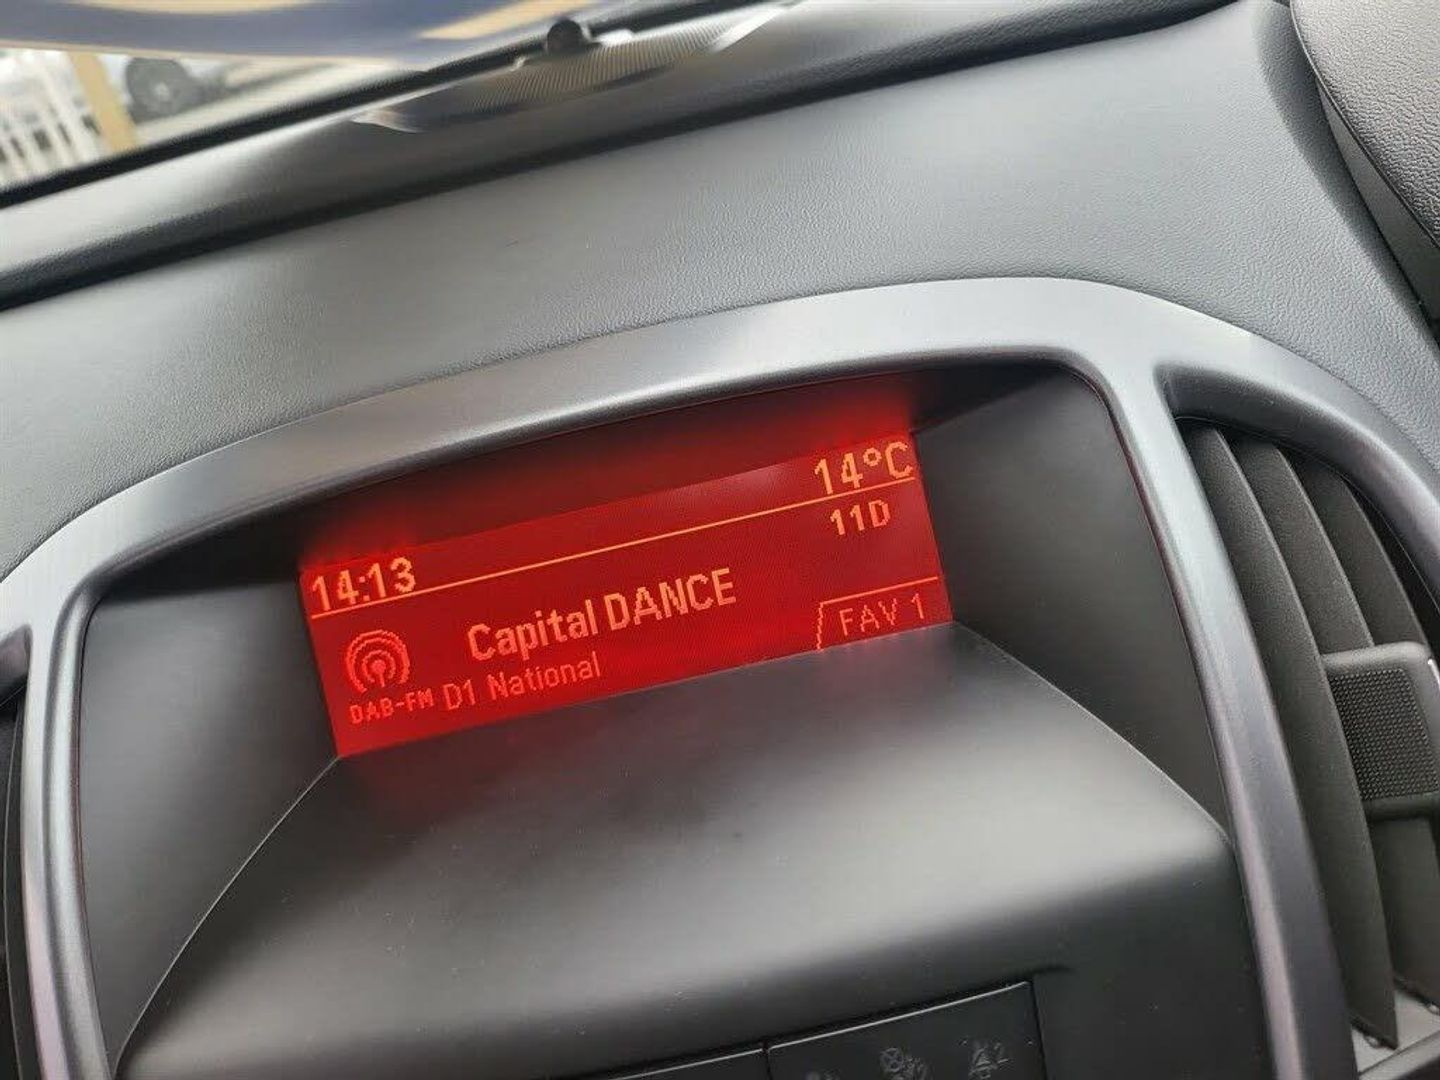 14:13 14°C
11D
Capital DANCE
DAB-FM D1 National
FAV 1